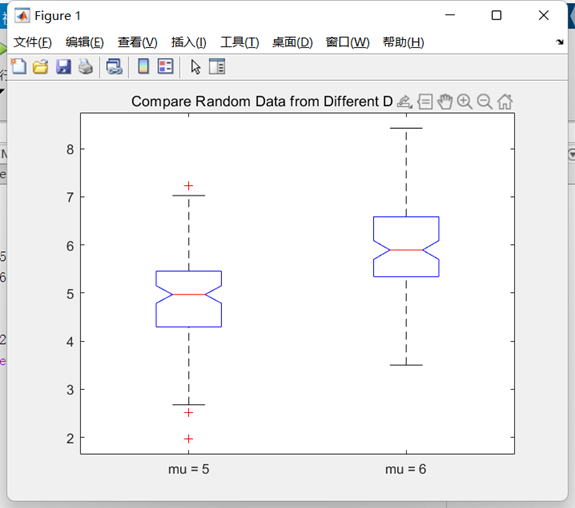 Figure 1
文件(F) 编辑(E) 查看(V) 插入(I) 工具(T) 桌面(D) 窗口(W) 帮助(H)
Compare Random Data from Different D
8
7
6
5
4
3
2
mu = 5 mu = 6